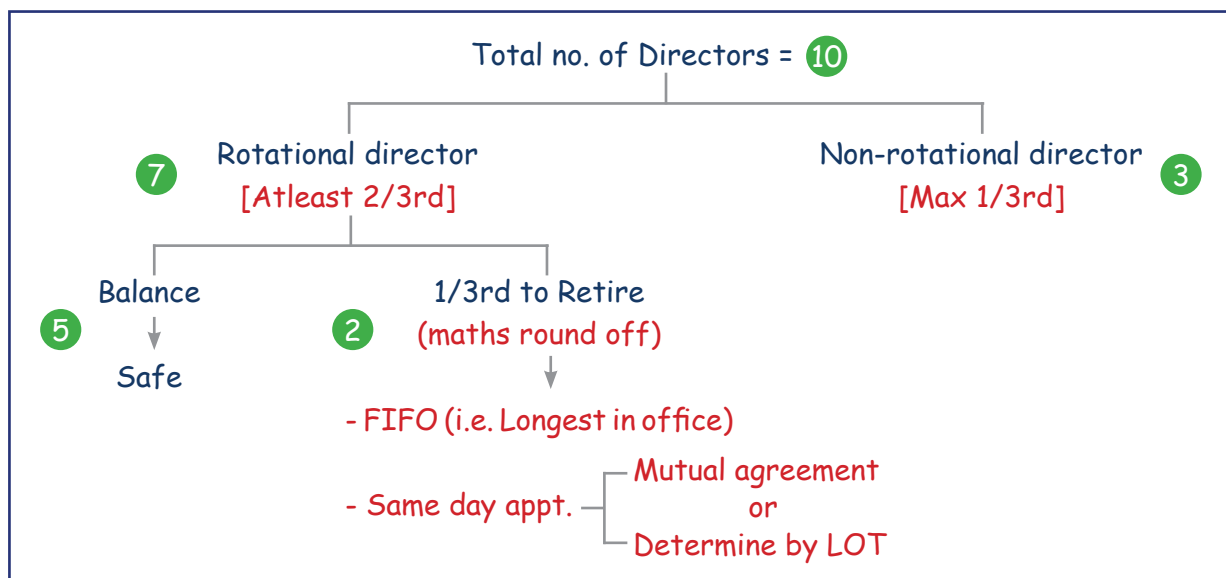 Total no. of Directors = 10
Rotational director
7
[Atleast 2/3rd]
Non-rotational director
3
[Max 1/3rd]
Balance
5
Safe
1/3rd to Retire
2
(maths round off)
- FIFO (i.e. Longest in office)
- Same day appt.
Mutual agreement
or
Determine by LOT